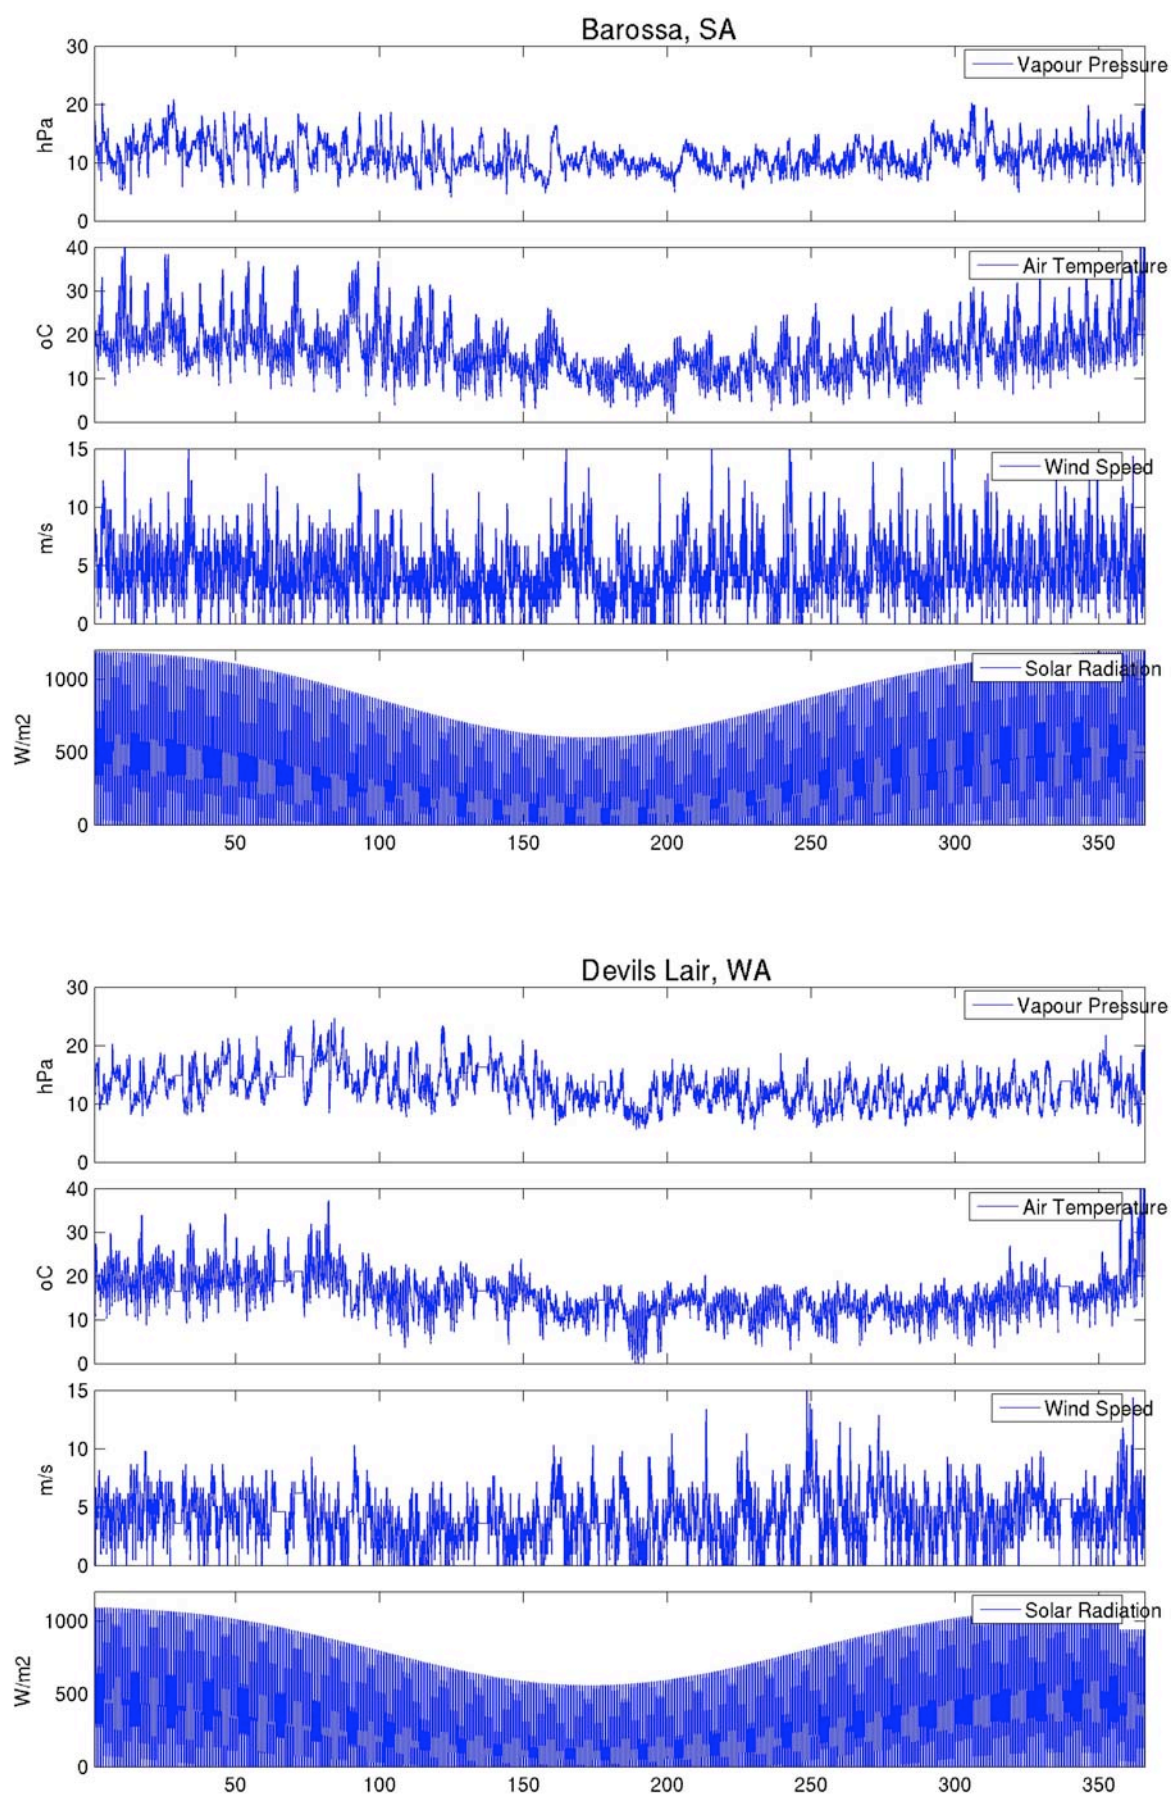 Barossa, SA
30
20
10
0
hPa
Vapour Pressure
40
30
20
10
0
oC
Air Temperature
15
10
5
0
m/s
Wind Speed
1000
500
0
W/m2
Solar Radiation
50 100 150 200 250 300 350
Devils Lair, WA
30
20
10
0
hPa
Vapour Pressure
40
30
20
10
0
oC
Air Temperature
15
10
5
0
m/s
Wind Speed
1000
500
0
W/m2
Solar Radiation
50 100 150 200 250 300 350